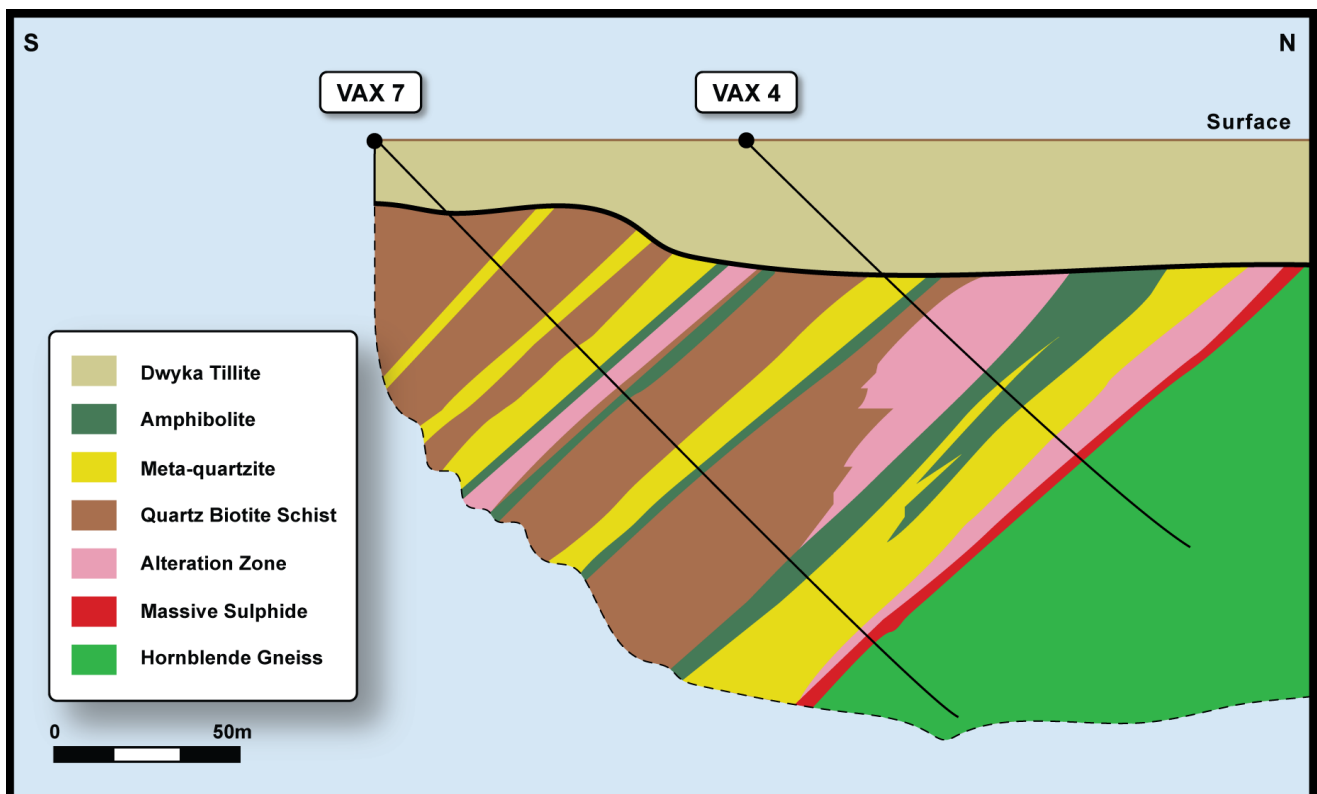 S
N
VAX 7
VAX 4
Surface
Dwyka Tillite
Amphibolite
Meta-quartzite
Quartz Biotite Schist
Alteration Zone
Massive Sulphide
Hornblende Gneiss
0 50m